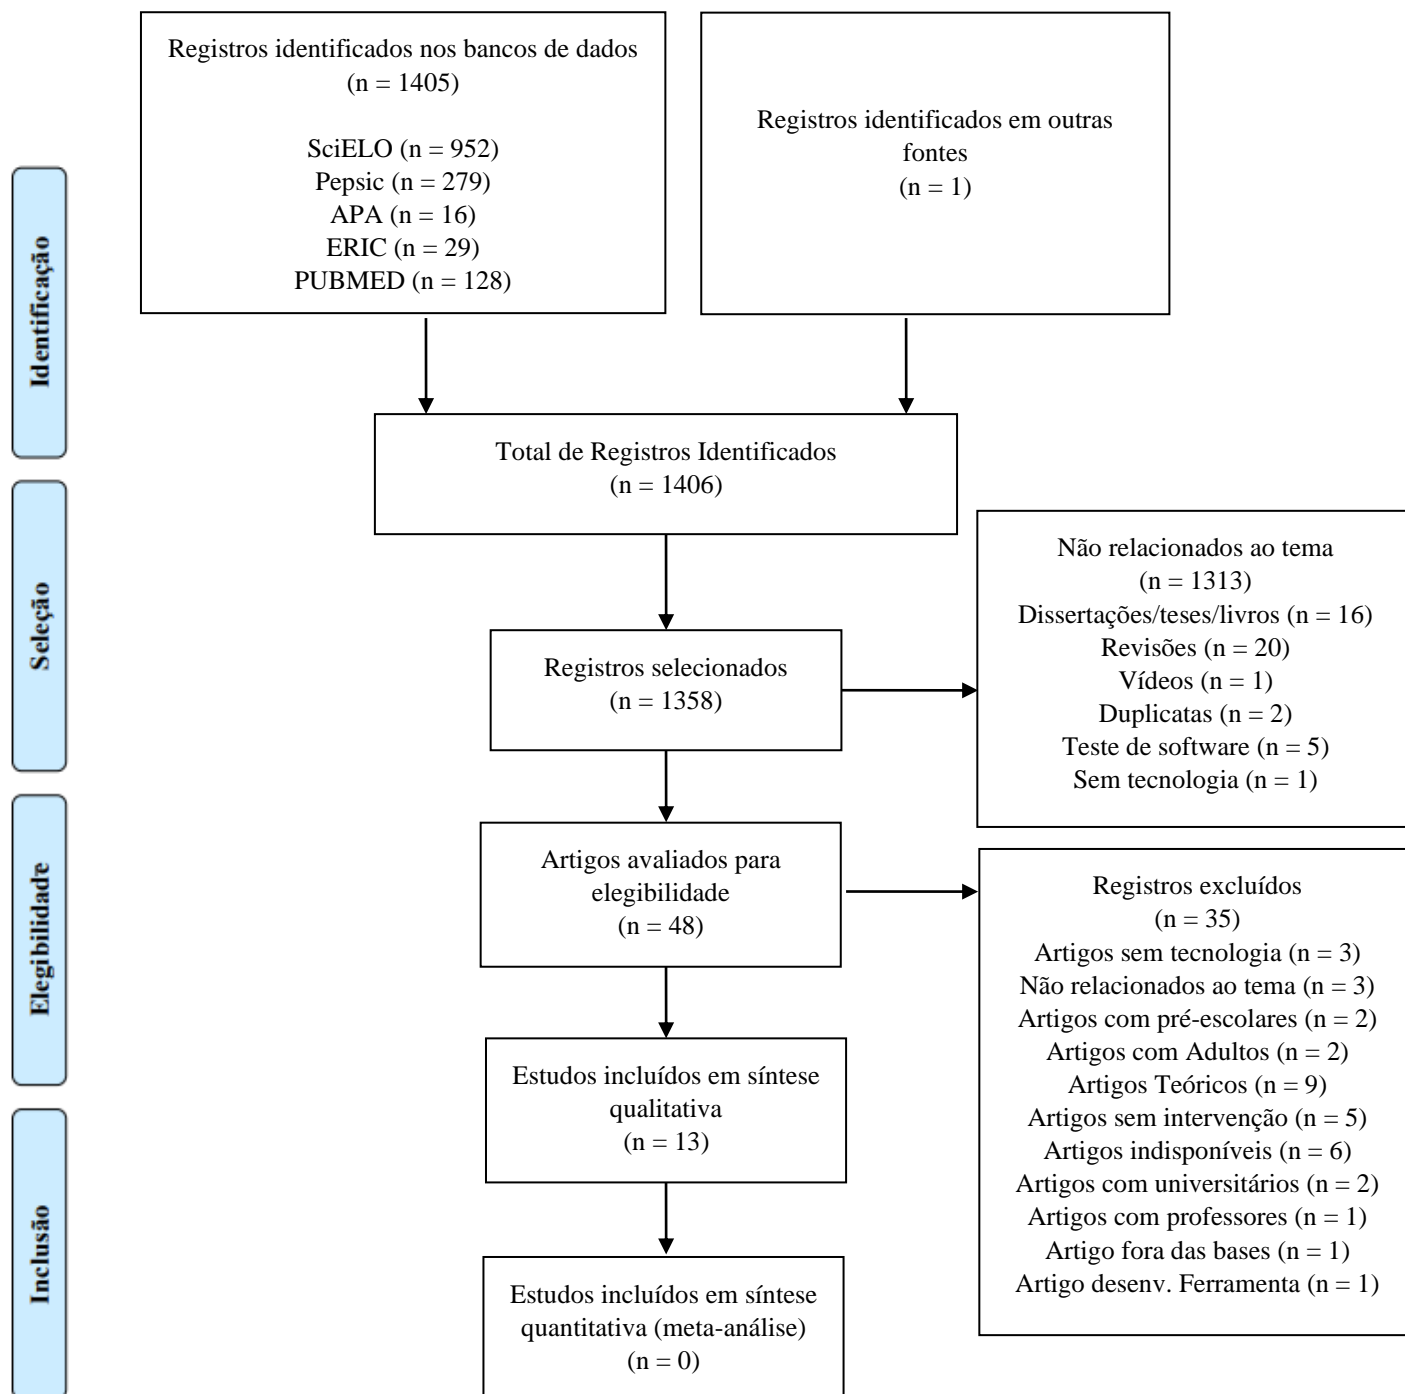 Registros identificados nos bancos de dados
(n = 1405)
SciELO (n = 952)
Pepsic (n = 279)
APA (n = 16)
ERIC (n = 29)
PUBMED (n = 128)
Registros identificados em outras
fontes
(n = 1)
Identificação
Total de Registros Identificados
(n = 1406)
Seleção
Registros selecionados
(n = 1358)
Não relacionados ao tema
(n = 1313)
Dissertações/teses/livros (n = 16)
Revisões (n = 20)
Vídeos (n = 1)
Duplicatas (n = 2)
Teste de software (n = 5)
Sem tecnologia (n = 1)
Elegibilidade
Artigos avaliados para
elegibilidade
(n = 48)
Registros excluídos
(n = 35)
Artigos sem tecnologia (n = 3)
Não relacionados ao tema (n = 3)
Artigos com pré-escolares (n = 2)
Artigos com Adultos (n = 2)
Artigos Teóricos (n = 9)
Artigos sem intervenção (n = 5)
Artigos indisponíveis (n = 6)
Artigos com universitários (n = 2)
Artigos com professores (n = 1)
Artigo fora das bases (n = 1)
Artigo desenv. Ferramenta (n = 1)
Estudos incluídos em síntese
qualitativa
(n = 13)
Inclusão
Estudos incluídos em síntese
quantitativa (meta-análise)
(n = 0)